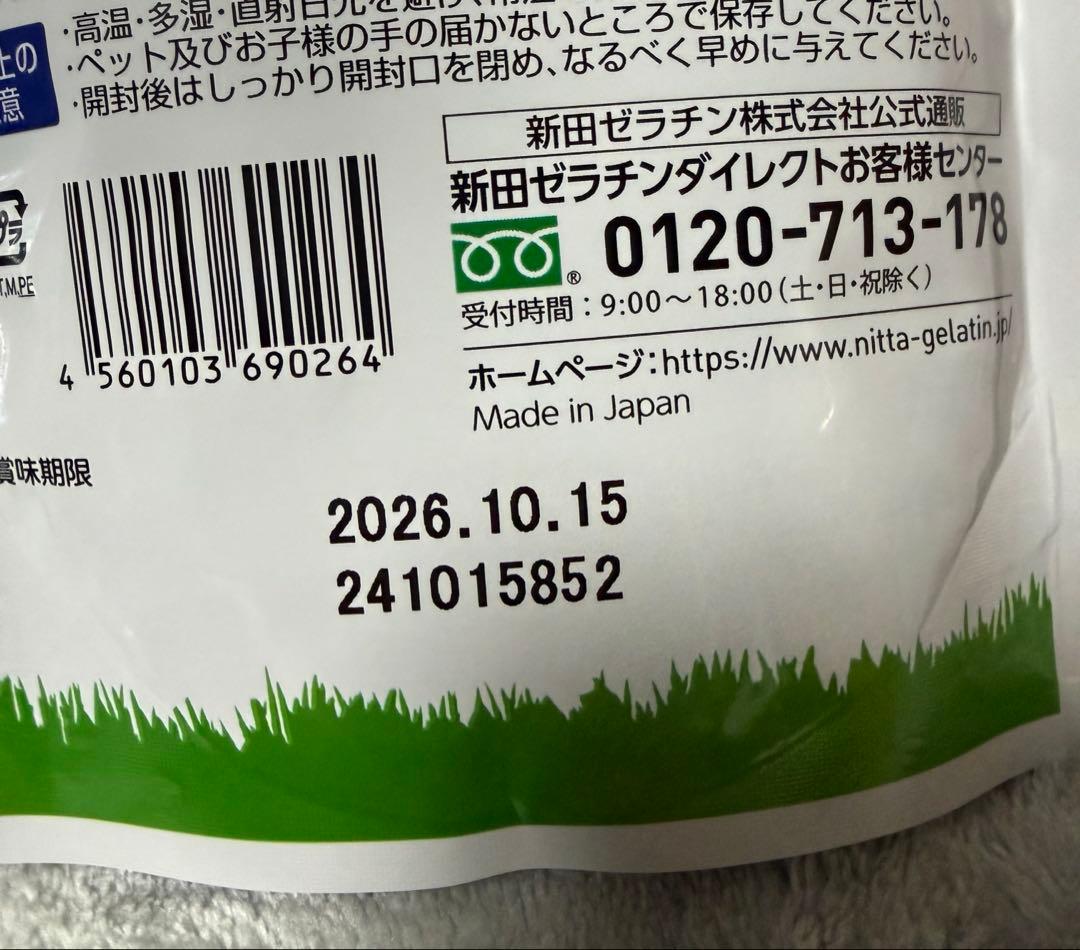 ・高温・多湿・直射日光を避け
・ペット及びお子様の手の届かないところで保存してください。
・開封後はしっかり開封口を閉め、なるべく早めに与えてください。
上の
意
新田ゼラチン株式会社公式通販
新田ゼラチンダイレクトお客様センター
0120-713-178
®
受付時間：9:00〜18:00（土・日・祝除く）
ホームページ：https://www.nitta-gelatin.jp/
Made in Japan
プラ
T,M.PE
4 560103 690264
賞味期限
2026.10.15
241015852